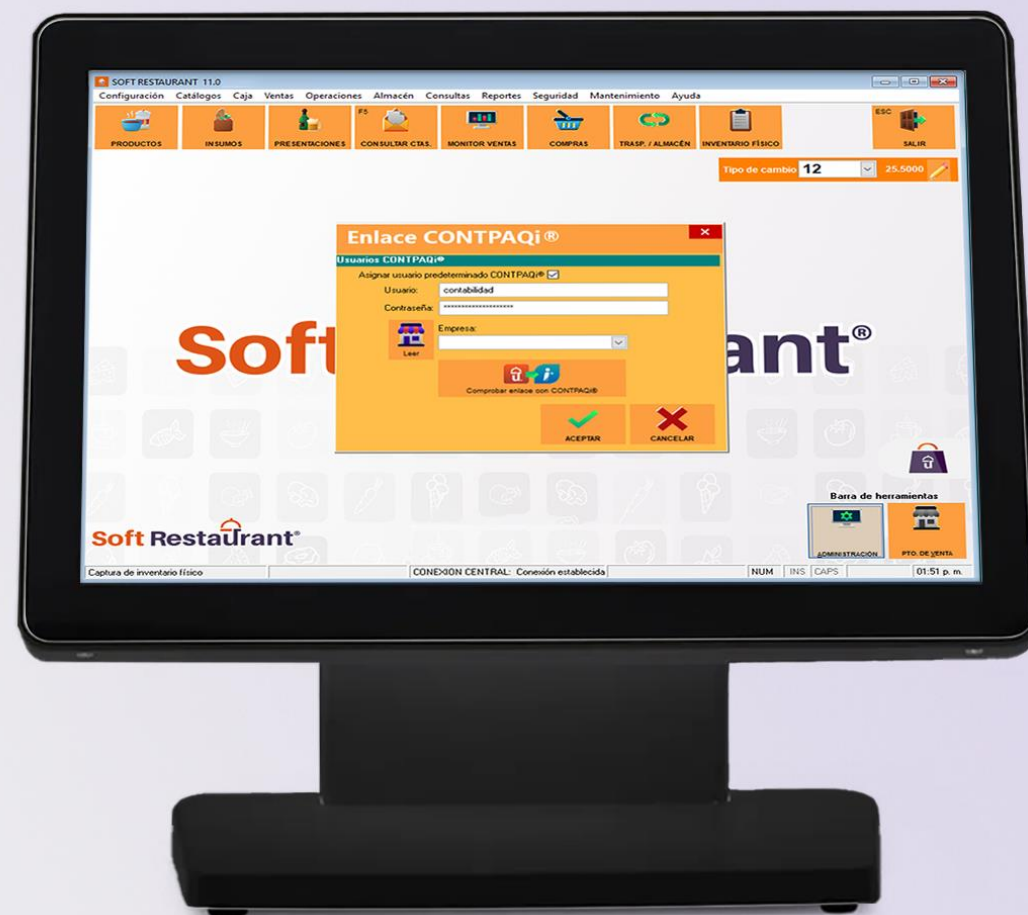 SOFT RESTAURANT 11.0
Configuración Catálogos Caja Ventas Operaciones Almacén Consultas Reportes Seguridad Mantenimiento Ayuda
F5 ESC
PRODUCTOS INSUMOS PRESENTACIONES CONSULTAR CTAS. MONITOR VENTAS COMPRAS TRASP. / ALMACÉN INVENTARIO FÍSICO SALIR
Tipo de cambio 12 25.5000
Enlace CONTPAQi®
Usuarios CONTPAQi®
Asignar usuario predeterminado CONTPAQi®
Usuario: contabilidad
Contraseña: ********************
Empresa:
Leer
Soft ant®
Comprobar enlace con CONTPAQi®
ACEPTAR CANCELAR
Barra de herramientas
Soft Restaurant®
ADMINISTRACIÓN PTO. DE VENTA
Captura de inventario físico CONEXION CENTRAL: Conexión establecida NUM INS CAPS 01:51 p. m.